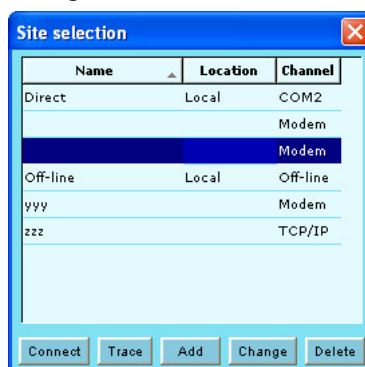 Site selection
Name Location Channel
Direct Local COM2
Modem
Modem
Off-line Local Off-line
yyy Modem
zzz TCP/IP
Connect Trace Add Change Delete